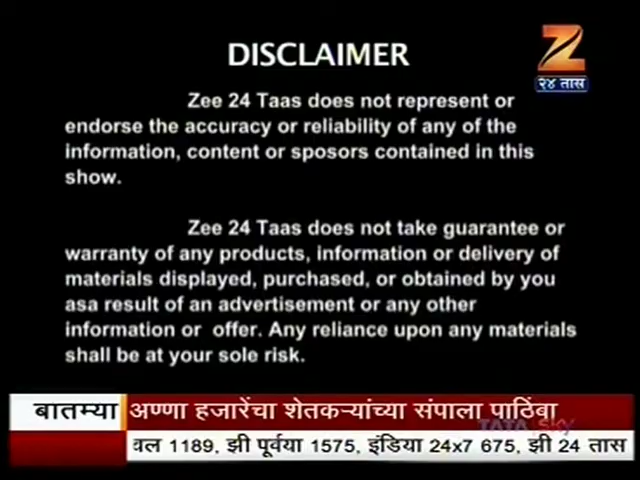 DISCLAIMER
Z
२४ तास
Zee 24 Taas does not represent or
endorse the accuracy or reliability of any of the
information, content or sposors contained in this
show.
Zee 24 Taas does not take guarantee or
warranty of any products, information or delivery of
materials displayed, purchased, or obtained by you
asa result of an advertisement or any other
information or offer. Any reliance upon any materials
shall be at your sole risk.
बातम्या अण्णा हजारेंचा शेतकऱ्यांच्या संपाला पाठिंबा
TATA Sky
वल 1189, झी पूर्वया 1575, इंडिया 24x7 675, झी 24 तास